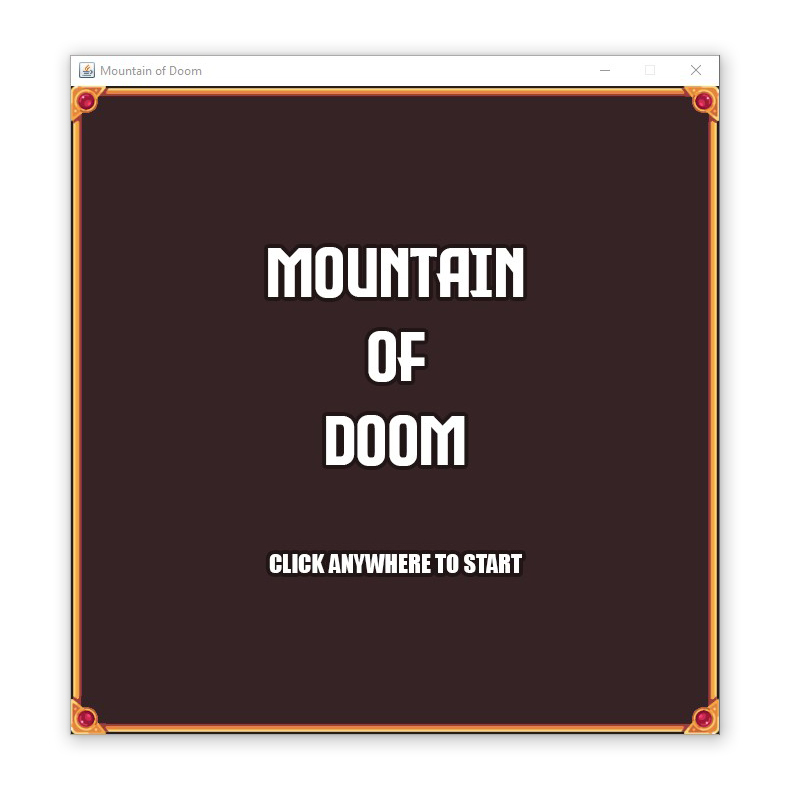 Mountain of Doom
MOUNTAIN
OF
DOOM
CLICK ANYWHERE TO START